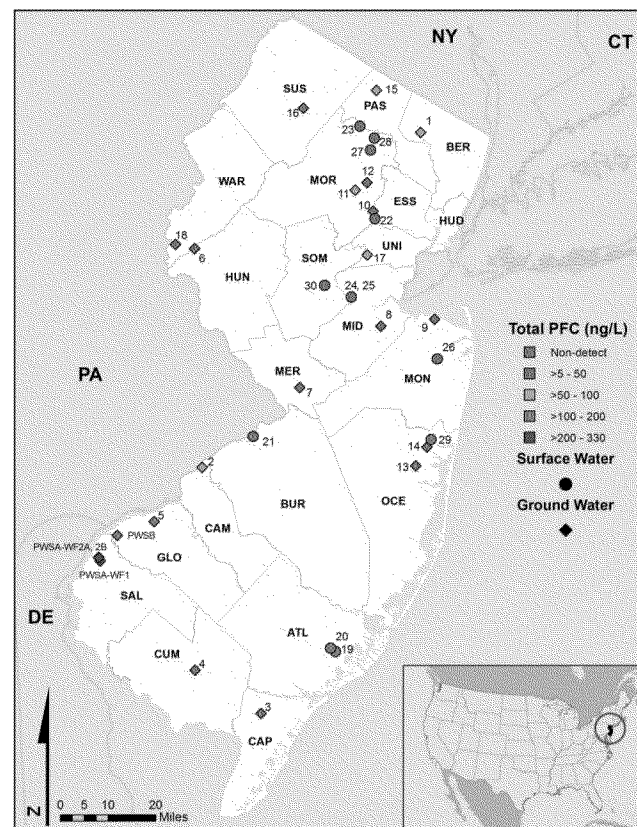 NY
CT
SUS
15
PAS
16
1
23
28
BER
27
WAR
12
MOR
11
ESS
10
22
HUD
18
UNI
6
SOM
17
HUN
30
24, 25
8
9
MID
Total PFC (ng/L)
Non-detect
>5 - 50
>50 - 100
>100 - 200
>200 - 330
Surface Water
Ground Water
26
PA
MER
MON
7
21
29
14
2
13
OCE
BUR
5
CAM
PWSB
PWSA-WF2A, 2B
GLO
PWSA-WF1
SAL
DE
ATL
20
19
CUM
4
3
CAP
N
0 5 10 20
Miles